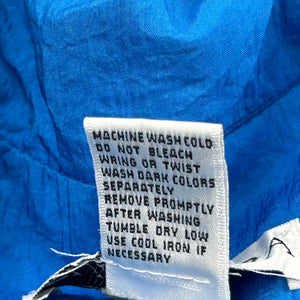 MACHINE WASH COLD
DO NOT BLEACH
WRING OR TWIST
WASH DARK COLORS
SEPARATELY
REMOVE PROMPTLY
AFTER WASHING
TUMBLE DRY LOW
USE COOL IRON IF
NECESSARY